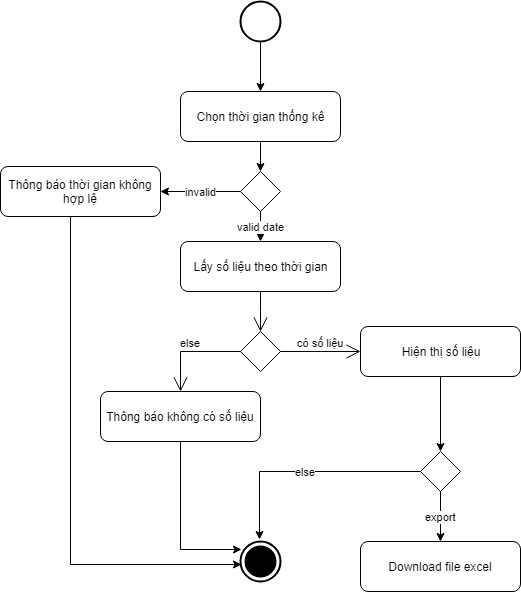 Chọn thời gian thống kê
Thông báo thời gian không
hợp lệ
invalid
valid date
Lấy số liệu theo thời gian
else
có số liệu
Hiện thị số liệu
Thông báo không có số liệu
else
export
Download file excel